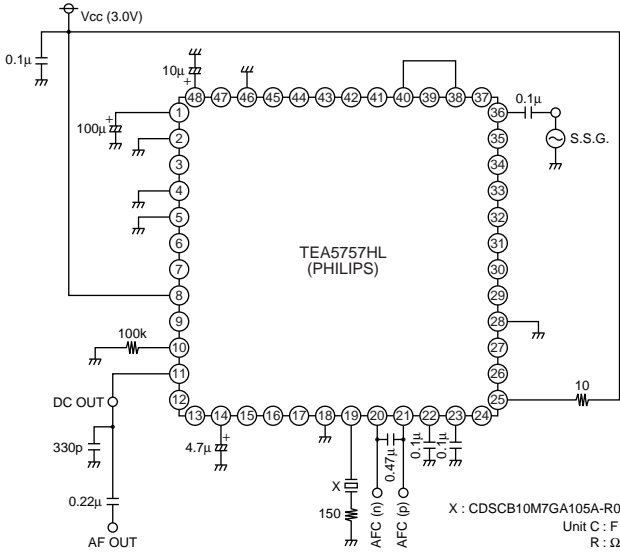 Vcc (3.0V)
0.1μ
10μ
+
48 47 46 45 44 43 42 41 40 39 38 37
+
100μ
1
2
3
4
5
6
7
8
9
10
11
12
36
35
34
33
32
31
30
29
28
27
26
25
0.1μ
S.S.G.
TEA5757HL
(PHILIPS)
100k
10
DC OUT
13 14 15 16 17 18 19 20 21 22 23 24
330p
4.7μ
+
0.47μ
0.1μ
0.1μ
0.22μ
X
150
AFC (n)
AFC (p)
AF OUT
X : CDSCB10M7GA105A-R0
Unit C : F
R : Ω